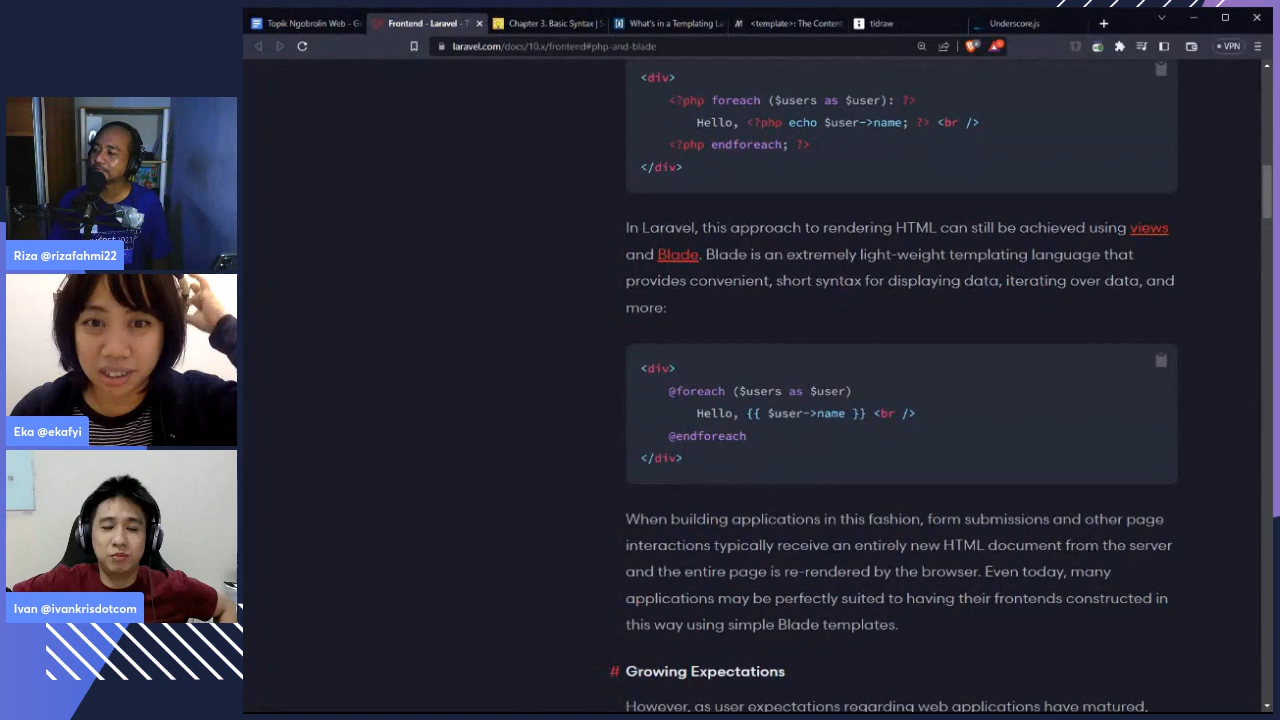 Topik Ngobrolin Web - G
Frontend - Laravel - T
Chapter 3. Basic Syntax | S
What's in a Templating La
<template>: The Content
tldraw
Underscore.js
laravel.com/docs/10.x/frontend#php-and-blade
VPN
<div>
<?php foreach ($users as $user): ?>
Hello, <?php echo $user->name; ?> <br />
<?php endforeach; ?>
</div>
In Laravel, this approach to rendering HTML can still be achieved using views
and Blade. Blade is an extremely light-weight templating language that
provides convenient, short syntax for displaying data, iterating over data, and
more:
<div>
@foreach ($users as $user)
Hello, {{ $user->name }} <br />
@endforeach
</div>
When building applications in this fashion, form submissions and other page
interactions typically receive an entirely new HTML document from the server
and the entire page is re-rendered by the browser. Even today, many
applications may be perfectly suited to having their frontends constructed in
this way using simple Blade templates.
# Growing Expectations
However, as user expectations regarding web applications have matured,
Riza @rizafahmi22
Eka @ekafyi
Ivan @ivankrisdotcom